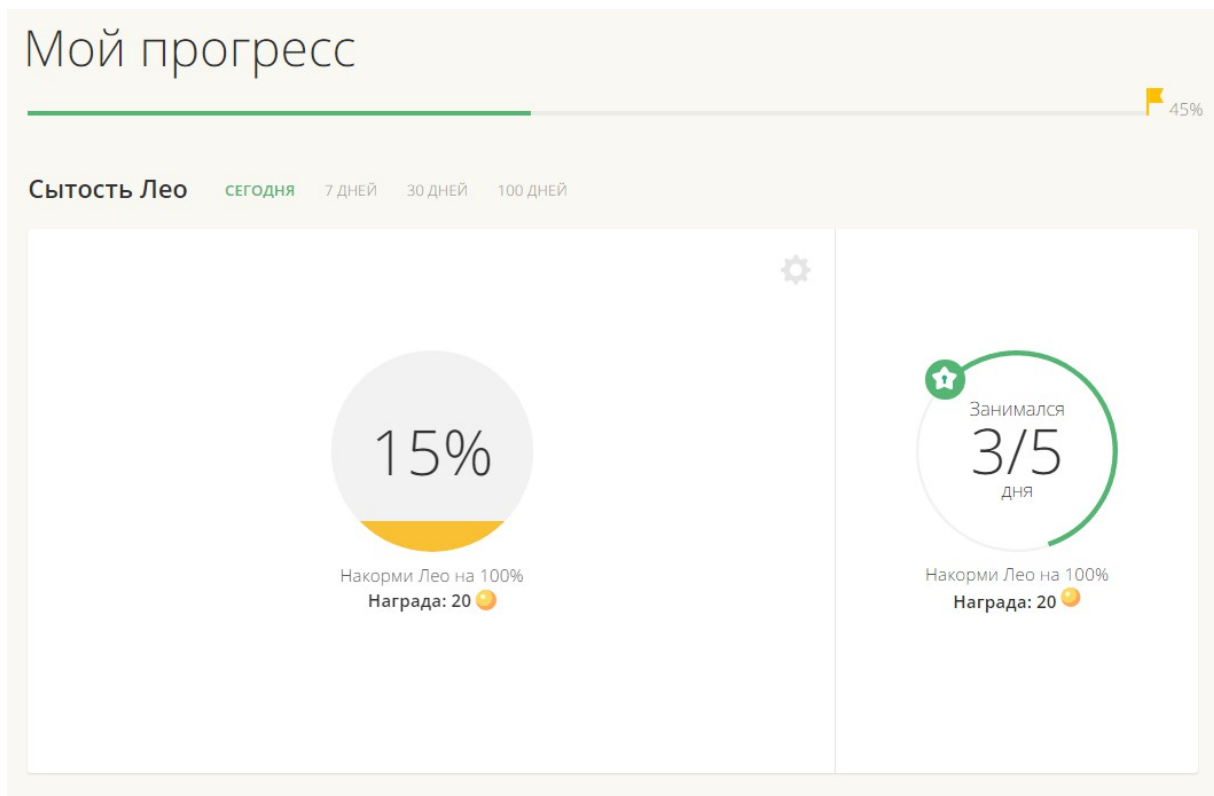 Мой прогресс
45%
Сытость Лео СЕГОДНЯ 7 ДНЕЙ 30 ДНЕЙ 100 ДНЕЙ
15%
Накорми Лео на 100%
Награда: 20
Занимался
3/5
дня
Накорми Лео на 100%
Награда: 20